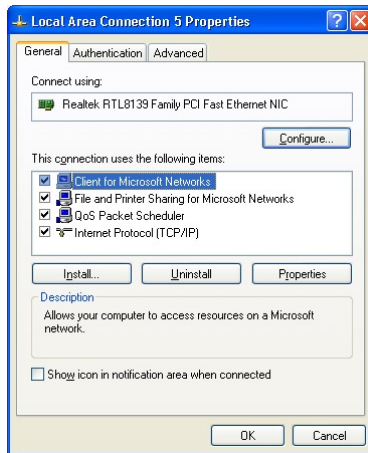 Local Area Connection 5 Properties
General Authentication Advanced
Connect using:
Realtek RTL8139 Family PCI Fast Ethernet NIC
Configure...
This connection uses the following items:
Client for Microsoft Networks
File and Printer Sharing for Microsoft Networks
QoS Packet Scheduler
Internet Protocol (TCP/IP)
Install... Uninstall Properties
Description
Allows your computer to access resources on a Microsoft
network.
Show icon in notification area when connected
OK Cancel